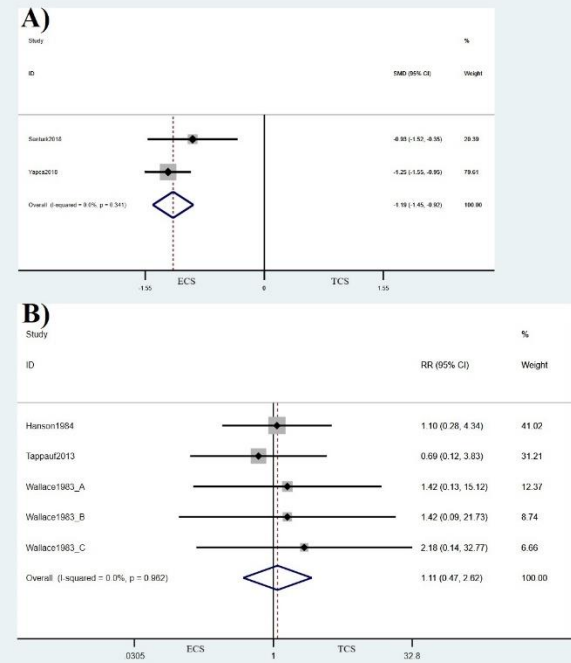 A)
Study %
ID SMD (95% CI) Weight
-0.93 (-1.52, -0.35) 20.39
Yapca2018 -1.25 (-1.55, -0.95) 79.61
Overall (I-squared = 0.0%, p = 0.341) -1.19 (-1.45, -0.92) 100.00
ECS TCS
-1.55 0 1.55
B)
Study %
ID RR (95% CI) Weight
Hanson1984 1.10 (0.28, 4.34) 41.02
Tappauf2013 0.69 (0.12, 3.83) 31.21
Wallace1983_A 1.42 (0.13, 15.12) 12.37
Wallace1983_B 1.42 (0.09, 21.73) 8.74
Wallace1983_C 2.18 (0.14, 32.77) 6.66
Overall (I-squared = 0.0%, p = 0.962) 1.11 (0.47, 2.62) 100.00
ECS TCS
.0305 1 32.8